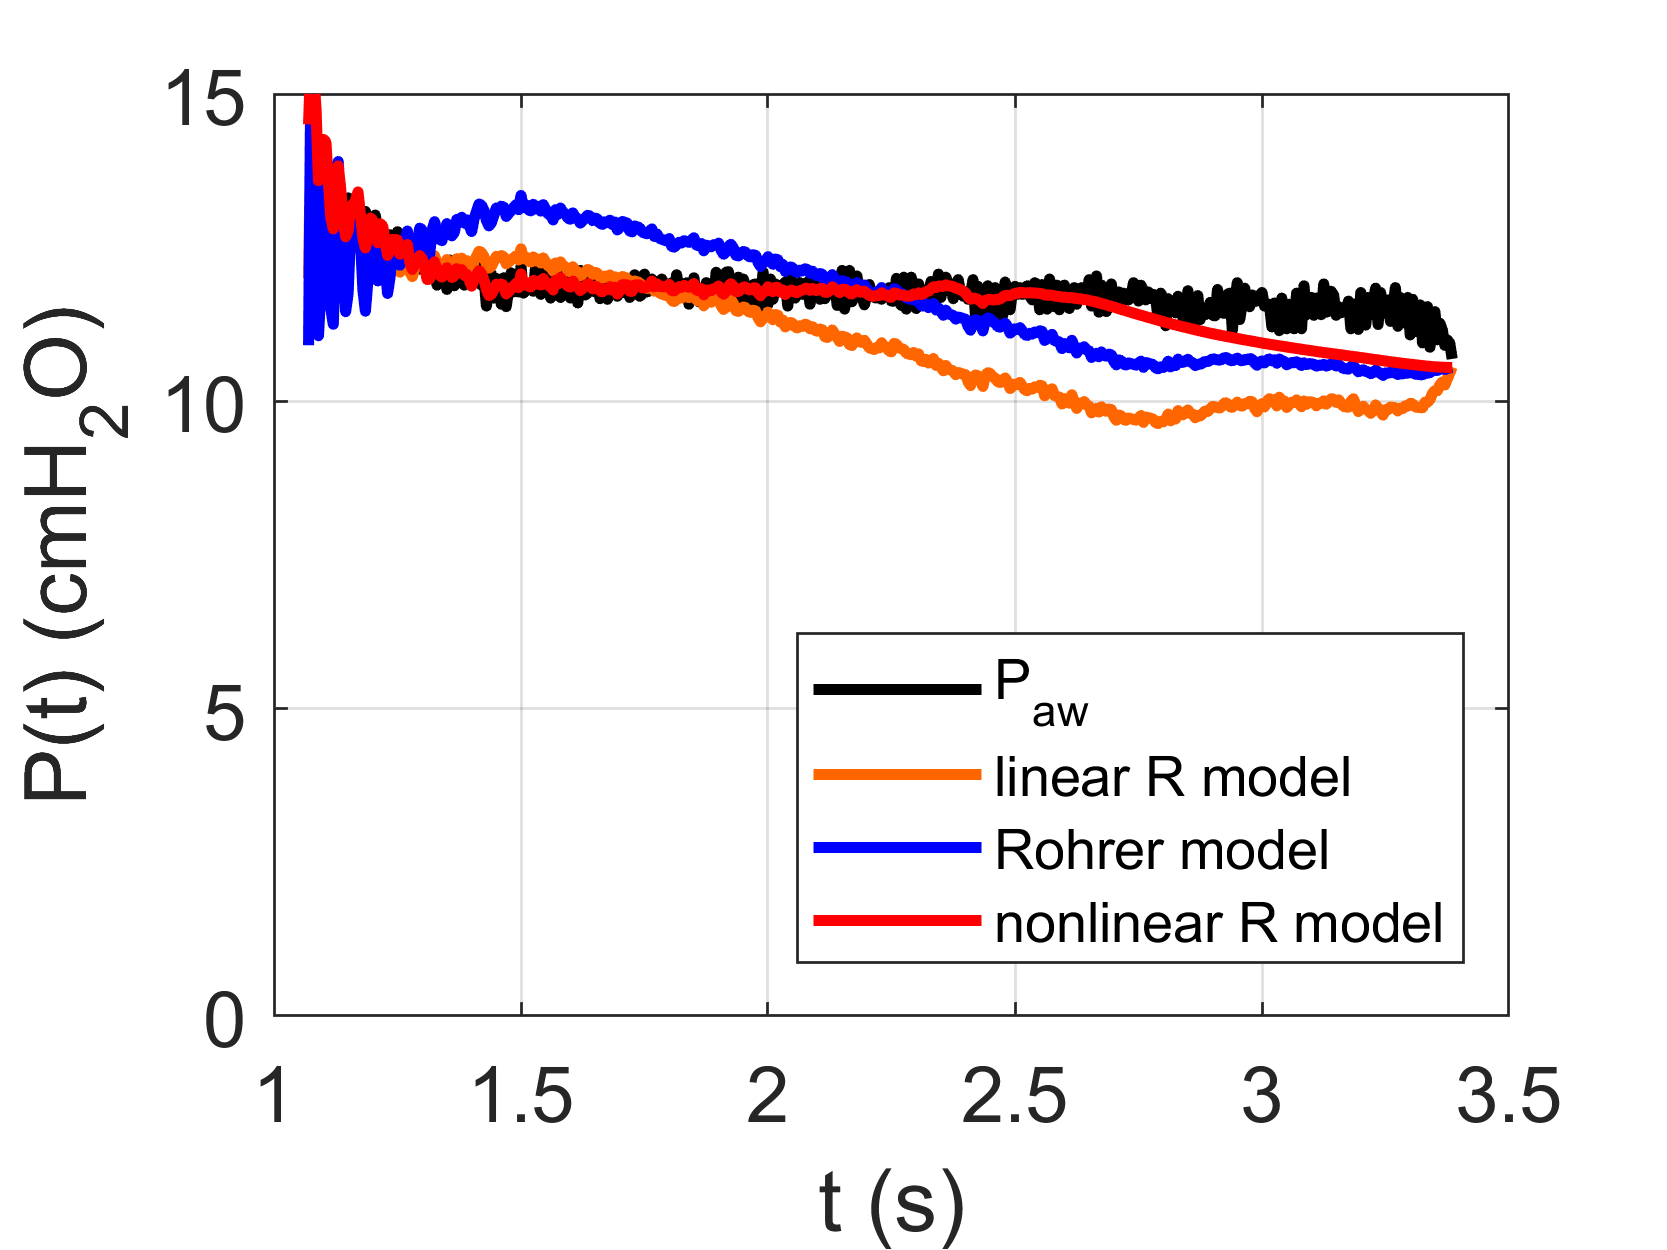 P(t) (cmH2O)
15
10
5
0
Paw
linear R model
Rohrer model
nonlinear R model
1 1.5 2 2.5 3 3.5
t (s)